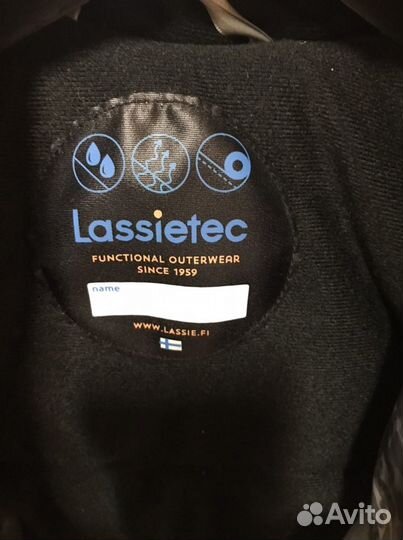 Lassietec
FUNCTIONAL OUTERWEAR
SINCE 1959
name
WWW.LASSIE.FI
Avito